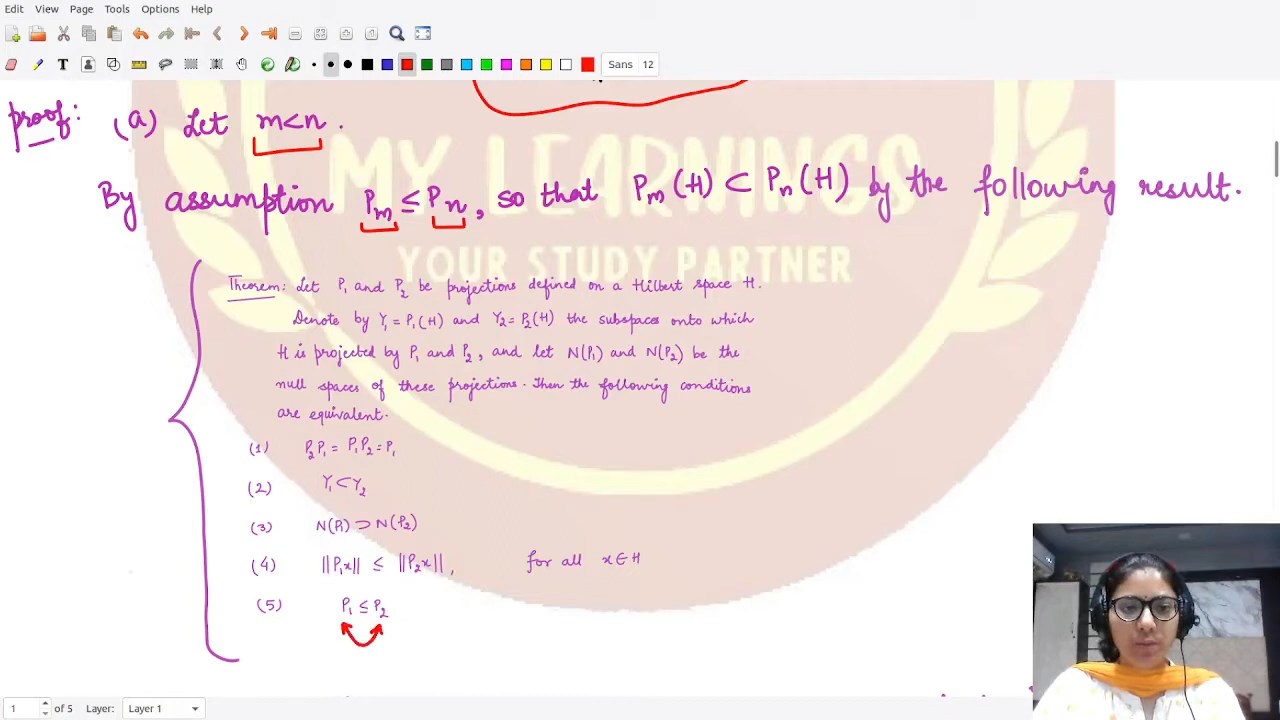 Edit View Page Tools Options Help
Sans 12
proof: (a) Let m<n.
By assumption Pₘ ≤ Pₙ, so that Pₘ(H) ⊂ Pₙ(H) by the following result.
MY LEARNINGS
YOUR STUDY PARTNER
Theorem: Let P₁ and P₂ be projections defined on a Hilbert space H.
Denote by Y₁ = P₁(H) and Y₂ = P₂(H) the subspaces onto which
H is projected by P₁ and P₂, and let N(P₁) and N(P₂) be the
null spaces of these projections. Then the following conditions
are equivalent.
(1) P₂P₁ = P₁P₂ = P₁
(2) Y₁ ⊂ Y₂
(3) N(P₁) ⊃ N(P₂)
(4) ||P₁x|| ≤ ||P₂x||, for all x ∈ H
(5) P₁ ≤ P₂
1 of 5 Layer: Layer 1